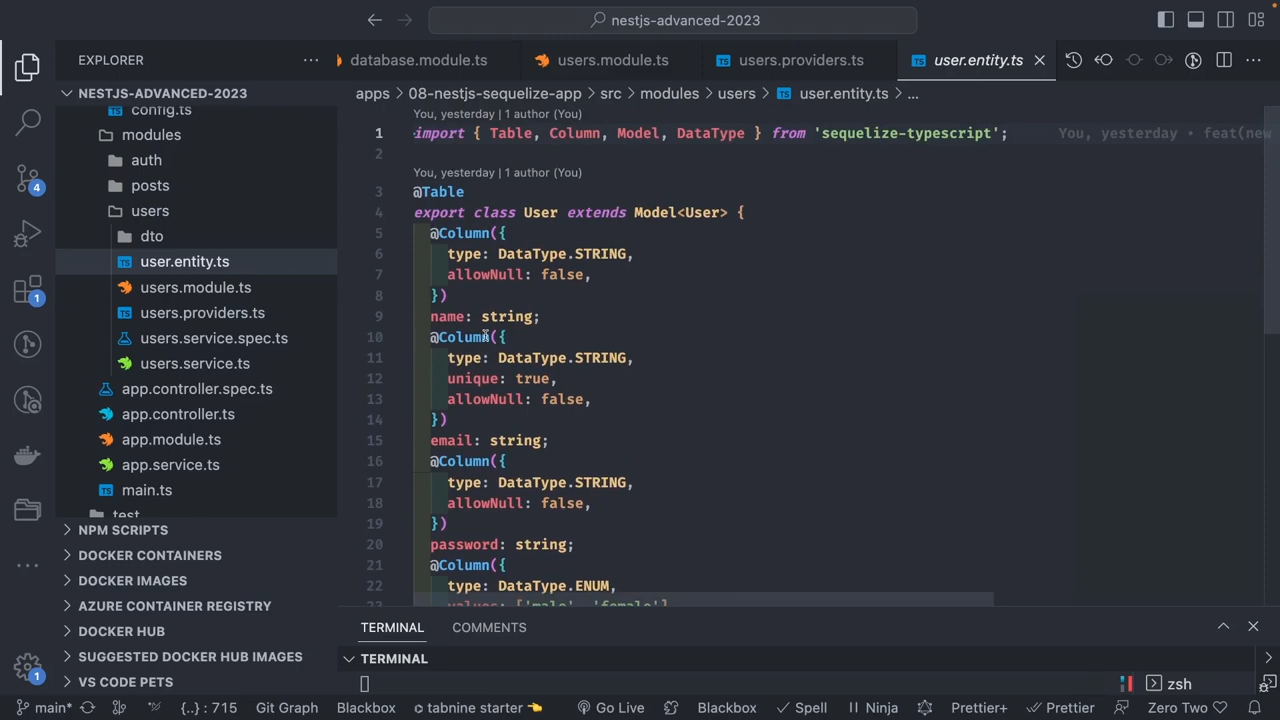 nestjs-advanced-2023
EXPLORER
database.module.ts
users.module.ts
users.providers.ts
user.entity.ts
NESTJS-ADVANCED-2023
apps > 08-nestjs-sequelize-app > src > modules > users > user.entity.ts > ...
config.ts
modules
auth
posts
users
dto
user.entity.ts
users.module.ts
users.providers.ts
users.service.spec.ts
users.service.ts
app.controller.spec.ts
app.controller.ts
app.module.ts
app.service.ts
main.ts
test
NPM SCRIPTS
DOCKER CONTAINERS
DOCKER IMAGES
AZURE CONTAINER REGISTRY
DOCKER HUB
SUGGESTED DOCKER HUB IMAGES
VS CODE PETS
4
1
1
You, yesterday | 1 author (You)
1 import { Table, Column, Model, DataType } from 'sequelize-typescript'; You, yesterday • feat(new
2
You, yesterday | 1 author (You)
3 @Table
4 export class User extends Model<User> {
5 @Column({
6 type: DataType.STRING,
7 allowNull: false,
8 })
9 name: string;
10 @Column({
11 type: DataType.STRING,
12 unique: true,
13 allowNull: false,
14 })
15 email: string;
16 @Column({
17 type: DataType.STRING,
18 allowNull: false,
19 })
20 password: string;
21 @Column({
22 type: DataType.ENUM,
23 values: ['male', 'female'],
TERMINAL COMMENTS
TERMINAL
zsh
main* {..} : 715 Git Graph Blackbox tabnine starter Go Live Blackbox Spell Ninja Prettier+ Prettier Zero Two